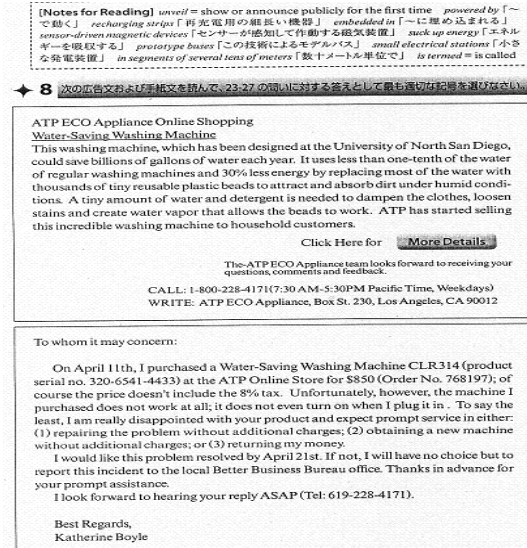 [Notes for Reading] unveil = show or announce publicly for the first time powered by「〜
で動く」 recharging strips「再充電用の細長い機器」 embedded in「〜に埋め込まれる」
sensor-driven magnetic devices「センサーが感知して作動する磁気装置」 suck up energy「エネル
ギーを吸収する」 prototype buses「この技術によるモデルバス」 small electrical stations「小さ
な発電装置」 in segments of several tens of meters「数十メートル単位で」 is termed = is called
8 次の広告文および手紙文を読んで、23-27の問いに対する答えとして最も適切な記号を選びなさい。
ATP ECO Appliance Online Shopping
Water-Saving Washing Machine
This washing machine, which has been designed at the University of North San Diego,
could save billions of gallons of water each year. It uses less than one-tenth of the water
of regular washing machines and 30% less energy by replacing most of the water with
thousands of tiny reusable plastic beads to attract and absorb dirt under humid condi-
tions. A tiny amount of water and detergent is needed to dampen the clothes, loosen
stains and create water vapor that allows the beads to work. ATP has started selling
this incredible washing machine to household customers.
Click Here for More Details
The ATP ECO Appliance team looks forward to receiving your
questions, comments and feedback.
CALL: 1-800-228-4171(7:30 AM-5:30PM Pacific Time, Weekdays)
WRITE: ATP ECO Appliance, Box St. 230, Los Angeles, CA 90012
To whom it may concern:
On April 11th, I purchased a Water-Saving Washing Machine CLR314 (product
serial no. 320-6541-4433) at the ATP Online Store for $850 (Order No. 768197); of
course the price doesn't include the 8% tax. Unfortunately, however, the machine I
purchased does not work at all; it does not even turn on when I plug it in . To say the
least, I am really disappointed with your product and expect prompt service in either:
(1) repairing the problem without additional charges; (2) obtaining a new machine
without additional charges; or (3) returning my money.
I would like this problem resolved by April 21st. If not, I will have no choice but to
report this incident to the local Better Business Bureau office. Thanks in advance for
your prompt assistance.
I look forward to hearing your reply ASAP (Tel: 619-228-4171).
Best Regards,
Katherine Boyle